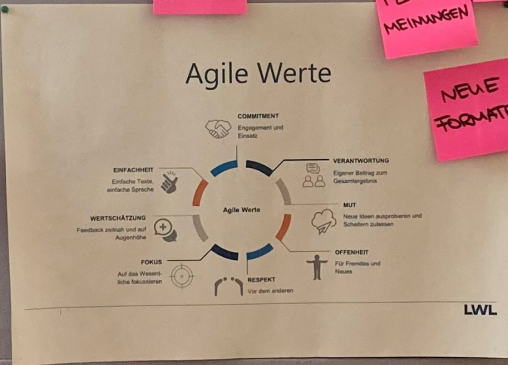 MEINUNGEN
NEUE
FORMATE
Agile Werte
COMMITMENT
Engagement und
Einsatz
VERANTWORTUNG
Eigener Beitrag zum
Gesamtergebnis
MUT
Neue Ideen ausprobieren und
Scheitern zulassen
OFFENHEIT
Für Fremdes und
Neues
RESPEKT
Vor dem anderen
FOKUS
Auf das Wesent-
liche fokussieren
WERTSCHÄTZUNG
Feedback zeitnah und auf
Augenhöhe
EINFACHHEIT
Einfache Texte,
einfache Sprache
Agile Werte
LWL